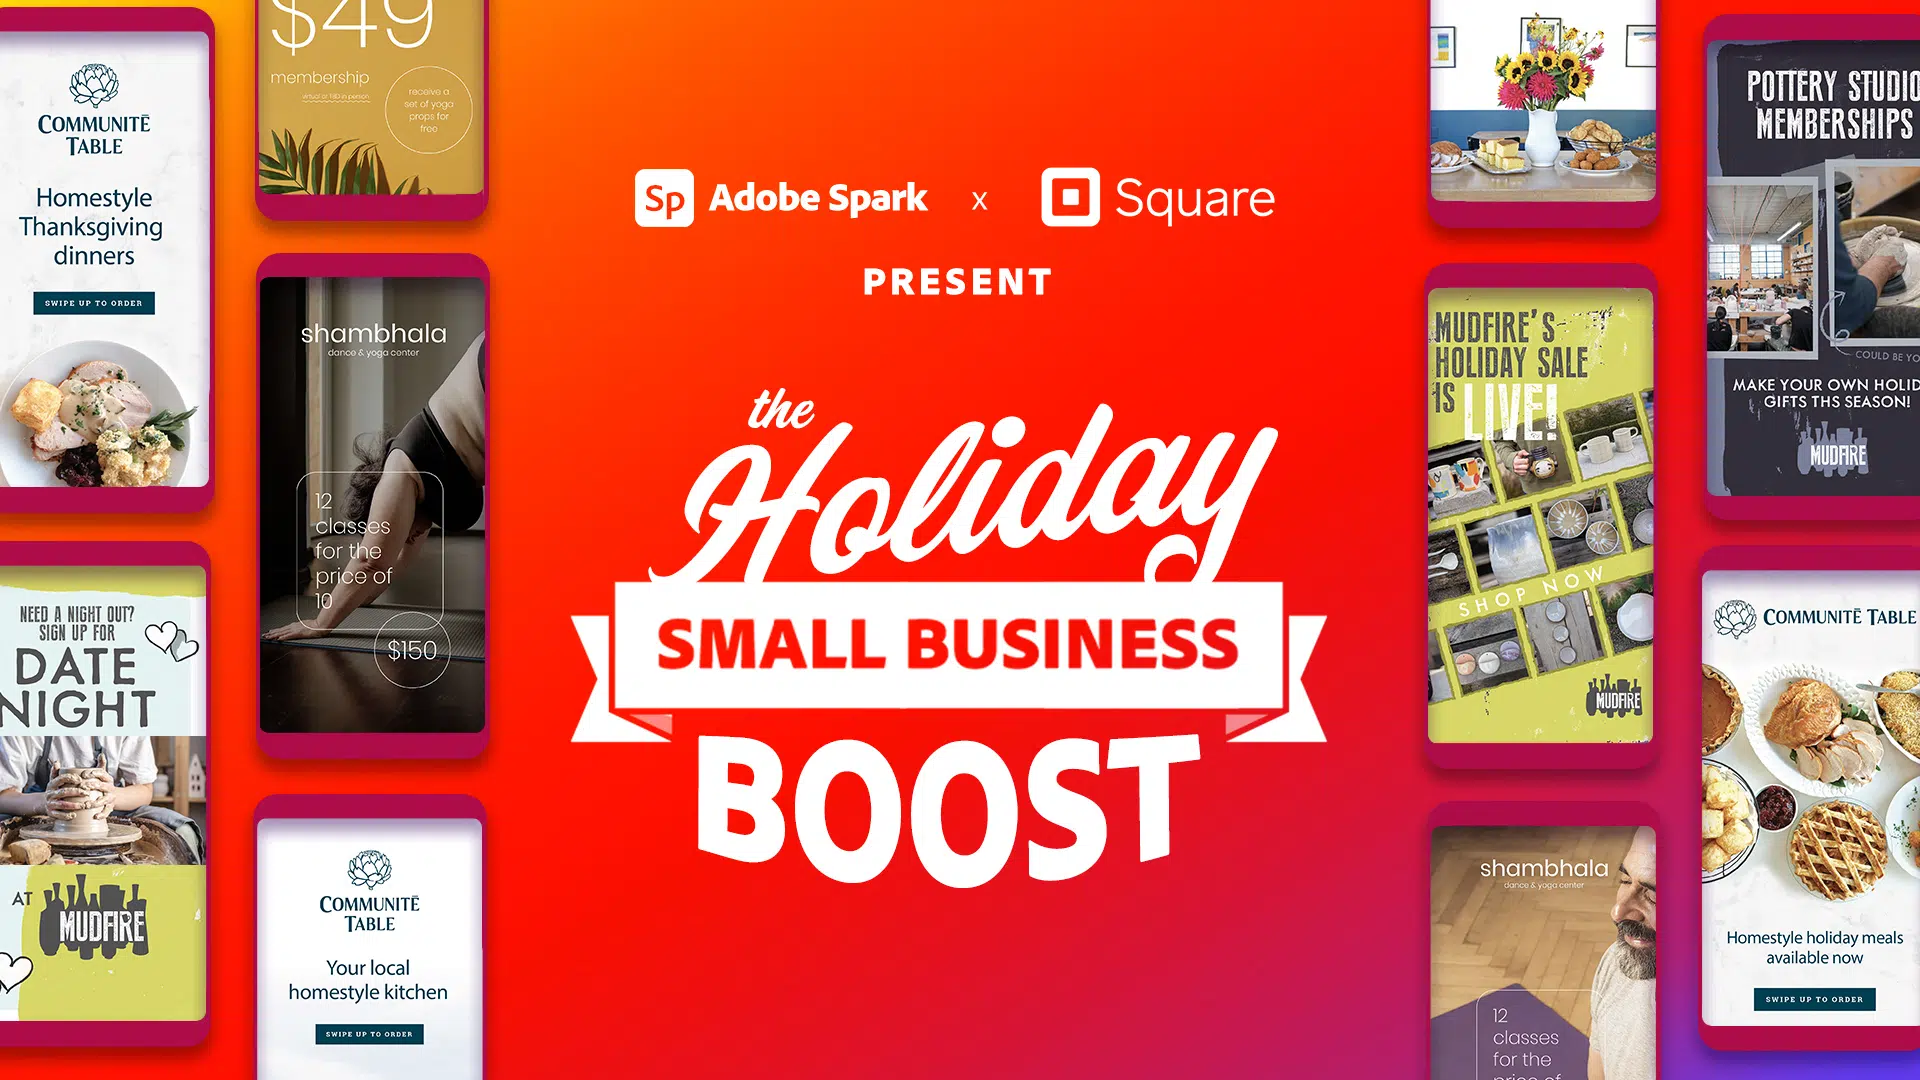 COMMUNITĒ
TABLE
Homestyle
Thanksgiving
dinners
SWIPE UP TO ORDER
NEED A NIGHT OUT?
SIGN UP FOR
DATE
NIGHT
AT
MUDFIRE
$49
membership
virtual or TBD in person
receive a
set of yoga
props for
free
shambhala
dance & yoga center
12
classes
for the
price of
10
$150
COMMUNITĒ
TABLE
Your local
homestyle kitchen
SWIPE UP TO ORDER
Sp Adobe Spark x Square
PRESENT
the
Holiday
SMALL BUSINESS
BOOST
MUDFIRE'S
HOLIDAY SALE
IS LIVE!
SHOP NOW
MUDFIRE
shambhala
dance & yoga center
12
classes
for the
price of
POTTERY STUDIO
MEMBERSHIPS
COULD BE YO
MAKE YOUR OWN HOLID
GIFTS THS SEASON!
MUDFIRE
COMMUNITĒ TABLE
Homestyle holiday meals
available now
SWIPE UP TO ORDER